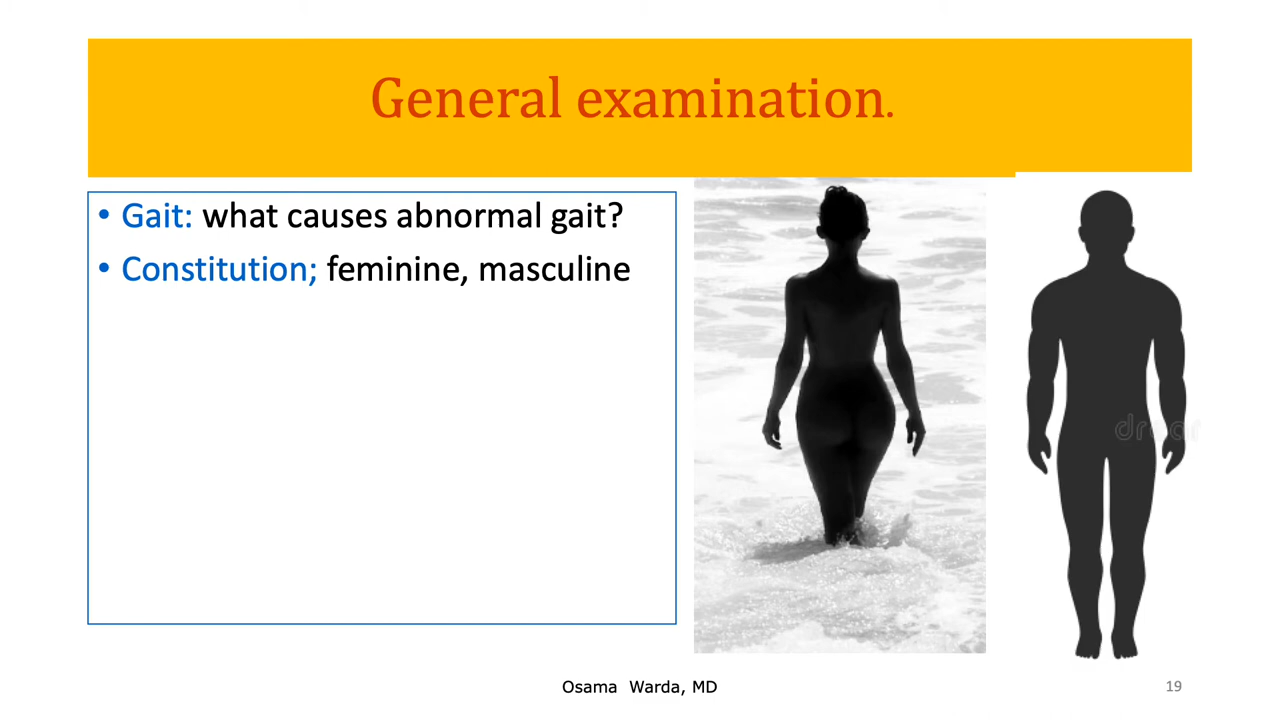 General examination.
• Gait: what causes abnormal gait?
• Constitution; feminine, masculine
Osama Warda, MD
19